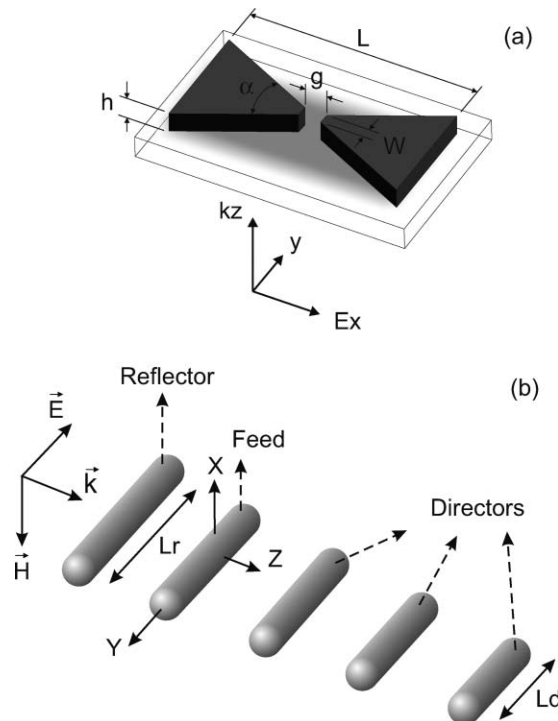 (a)
L
g
α
h
W
kz
y
Ex
(b)
Reflector
E
Feed
X
k
Directors
Lr
H
Z
Y
Ld